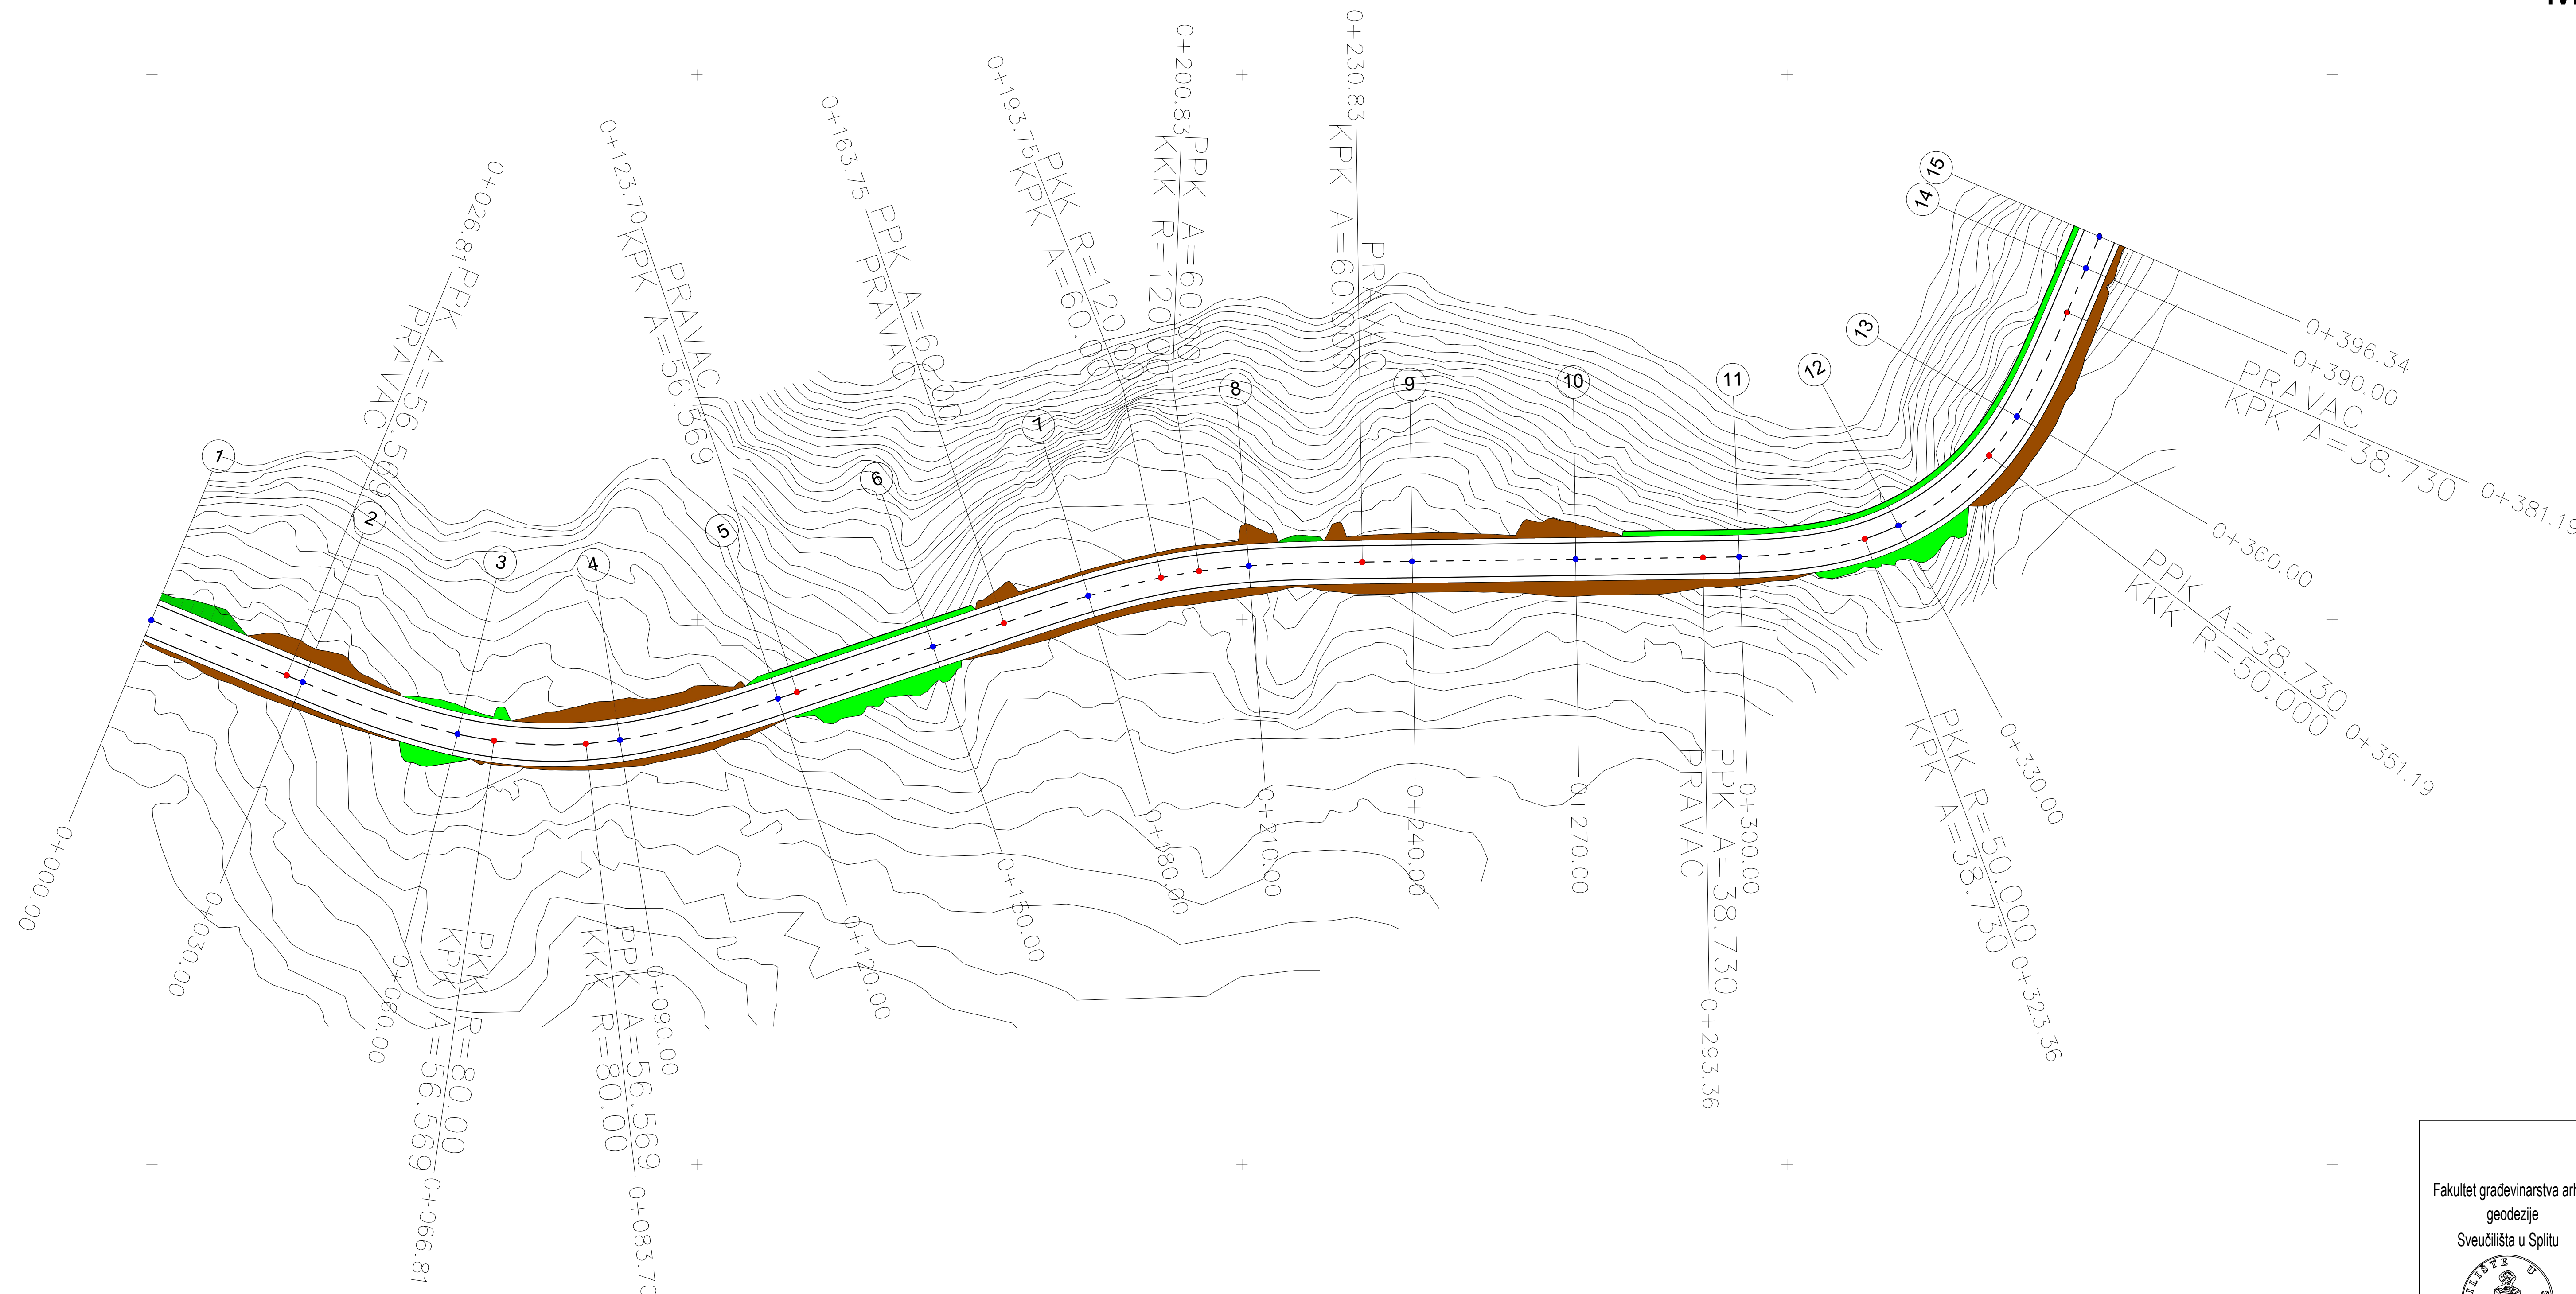 1
2
3
4
5
6
7
8
9
10
11
12
13
14
15
0+000.00
0+030.00
0+060.00
0+090.00
0+120.00
0+150.00
0+180.00
0+210.00
0+240.00
0+270.00
0+300.00
0+330.00
0+360.00
0+390.00
0+396.34
0+026.81
PPK A=56.569
PRAVAC
0+066.81
PKK R=80.00
KPK A=56.569
0+083.70
PPK A=56.569
KKK R=80.00
0+123.70
PRAVAC
KPK A=56.569
0+163.75
PPK A=60.00
PRAVAC
0+193.75
PKK R=120.00
KPK A=60.00
0+200.83
PPK A=60.00
KKK R=120.00
0+230.83
PRAVAC
KPK A=60.000
0+293.36
PPK A=38.730
PRAVAC
0+323.36
PKK R=50.000
KPK A=38.730
0+351.19
PPK A=38.730
KKK R=50.000
0+381.19
PRAVAC
KPK A=38.730
Fakultet građevinarstva arh
geodezije
Sveučilišta u Splitu